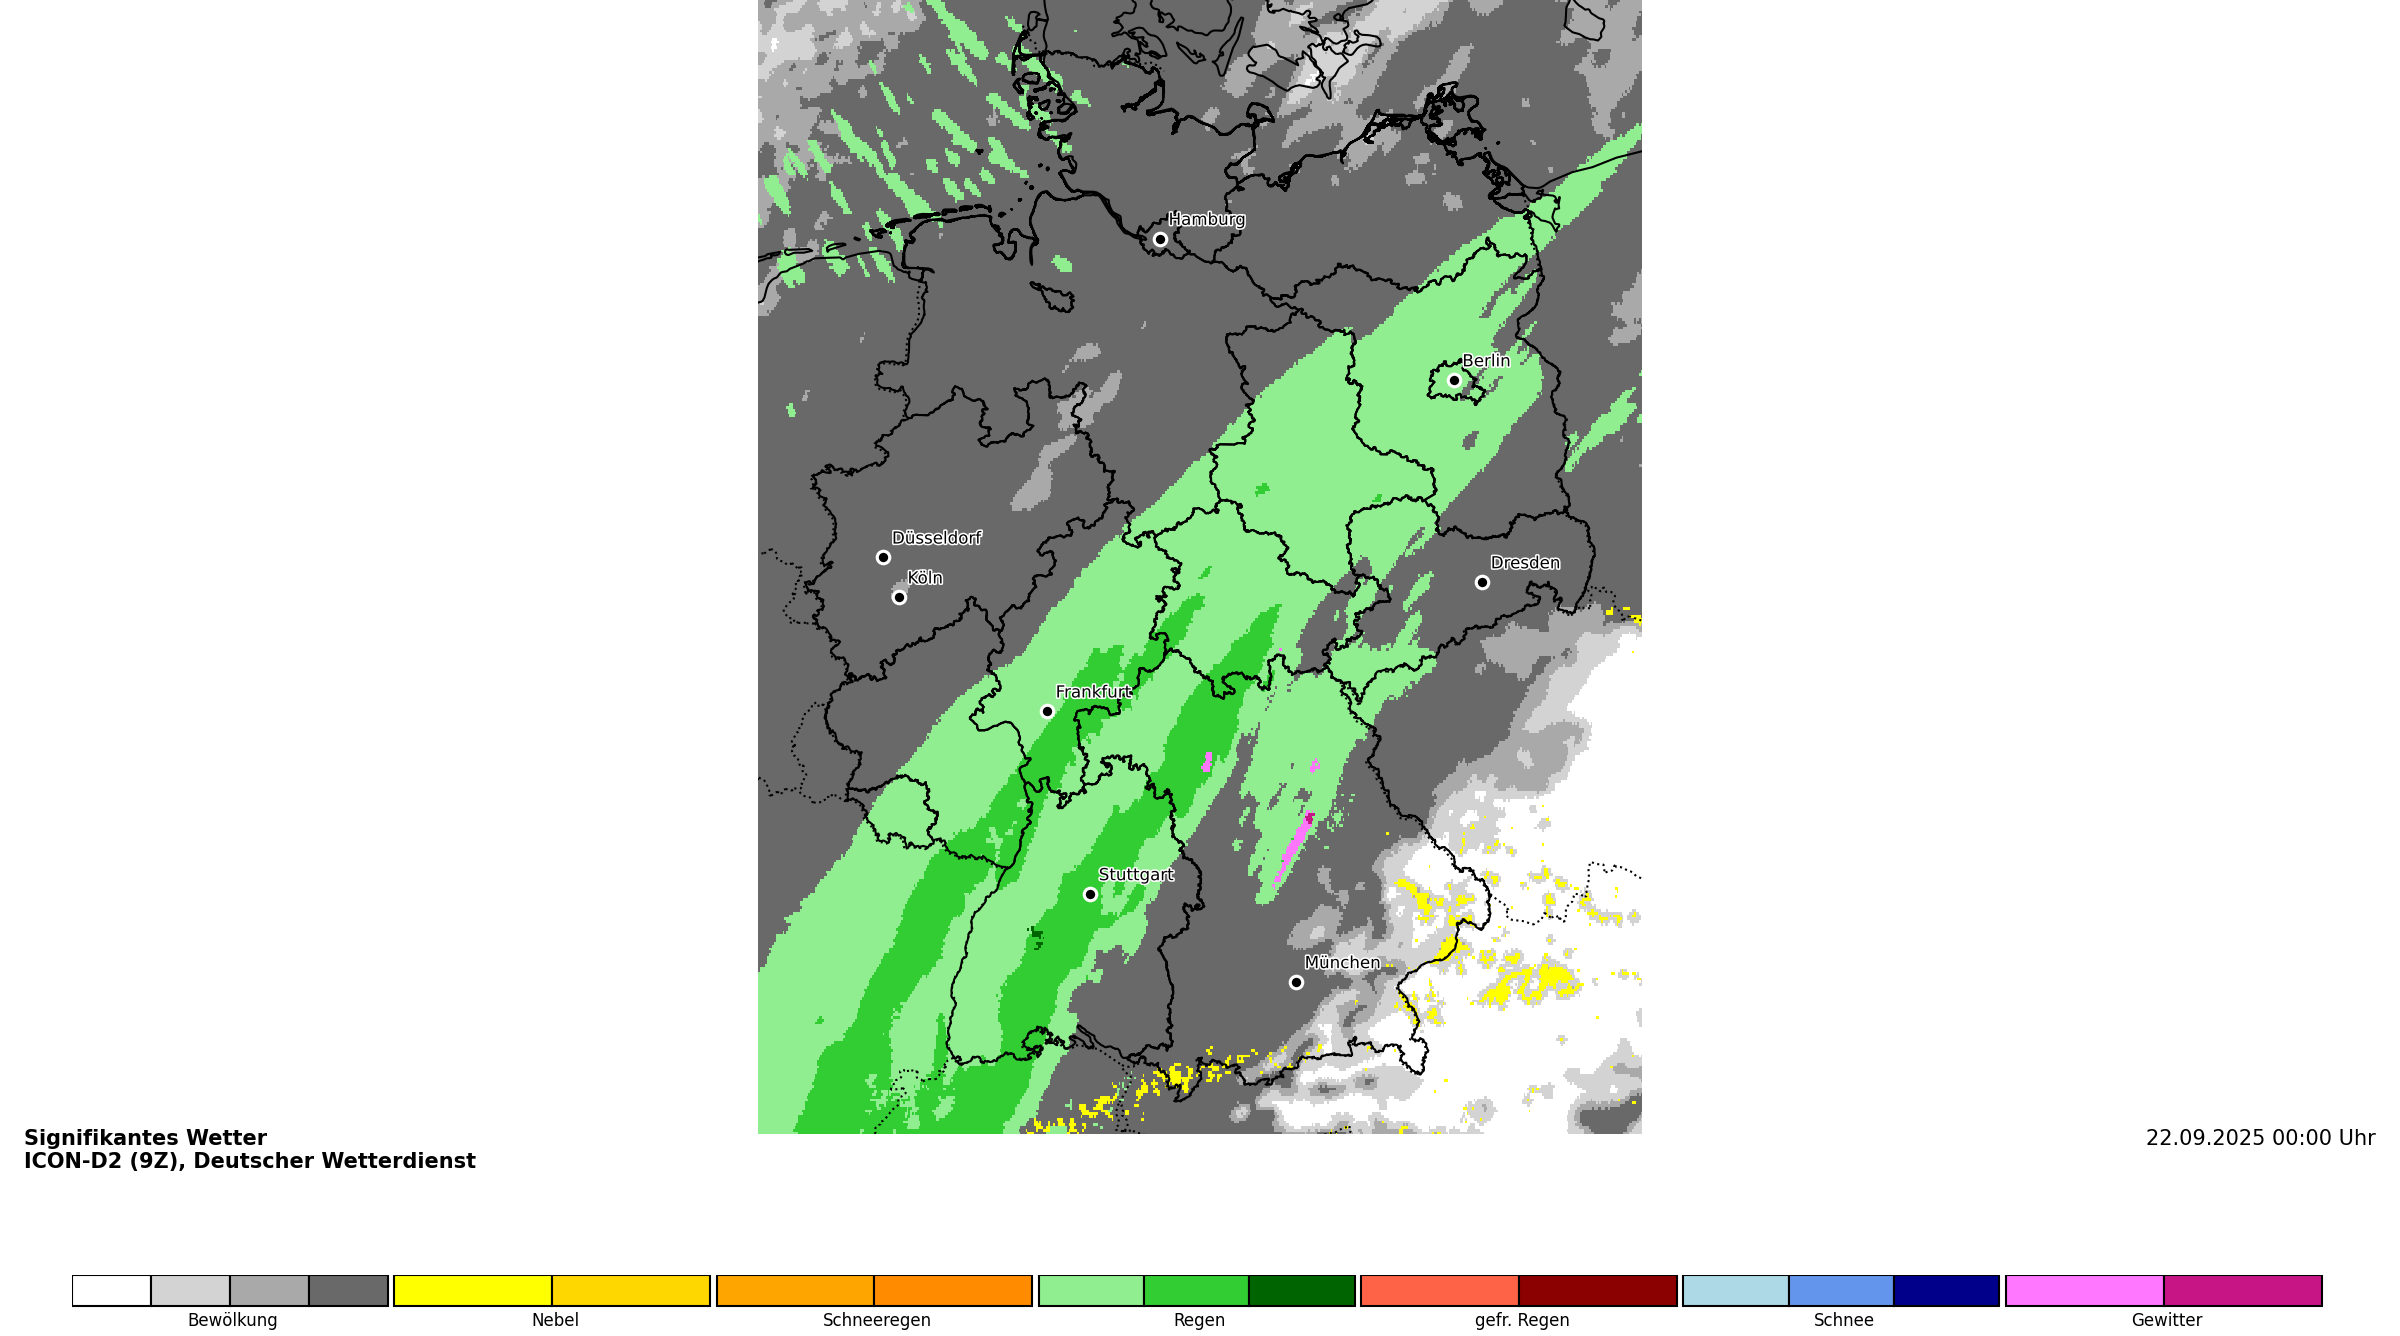 Hamburg
Berlin
Düsseldorf
Köln
Dresden
Frankfurt
Stuttgart
München
Signifikantes Wetter
ICON-D2 (9Z), Deutscher Wetterdienst
22.09.2025 00:00 Uhr
Bewölkung
Nebel
Schneeregen
Regen
gefr. Regen
Schnee
Gewitter